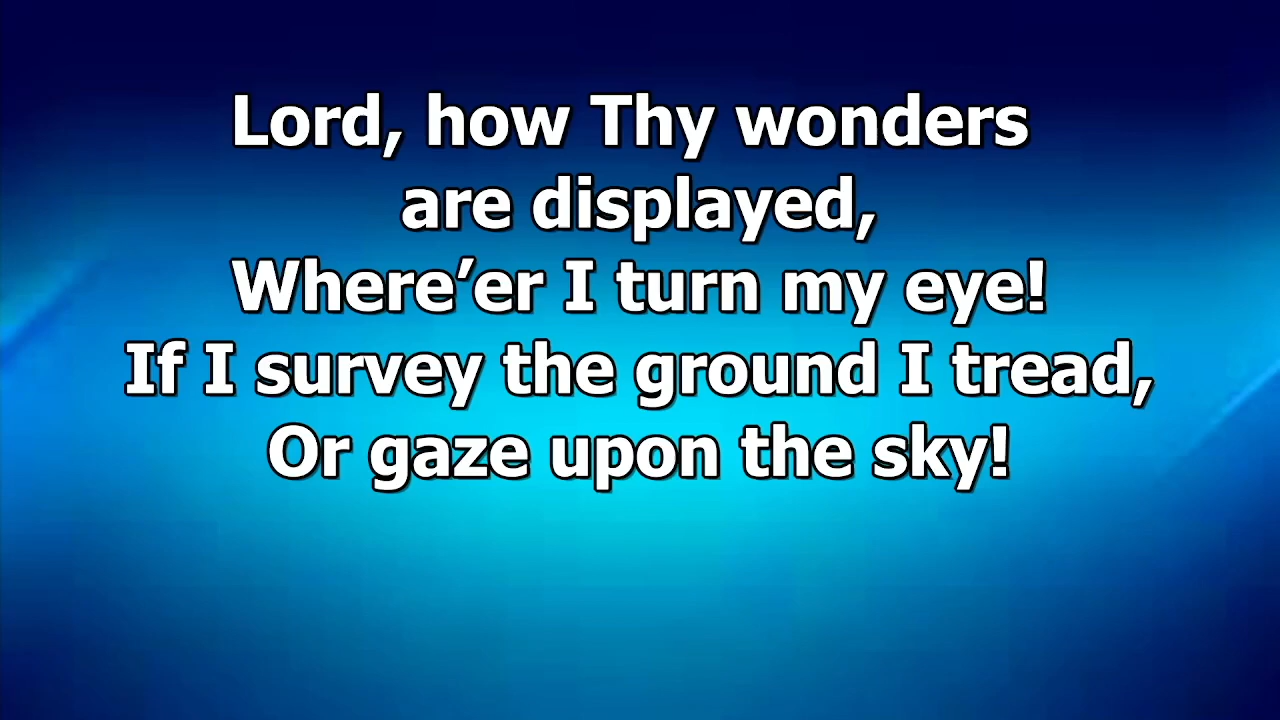 Lord, how Thy wonders
are displayed,
Where’er I turn my eye!
If I survey the ground I tread,
Or gaze upon the sky!